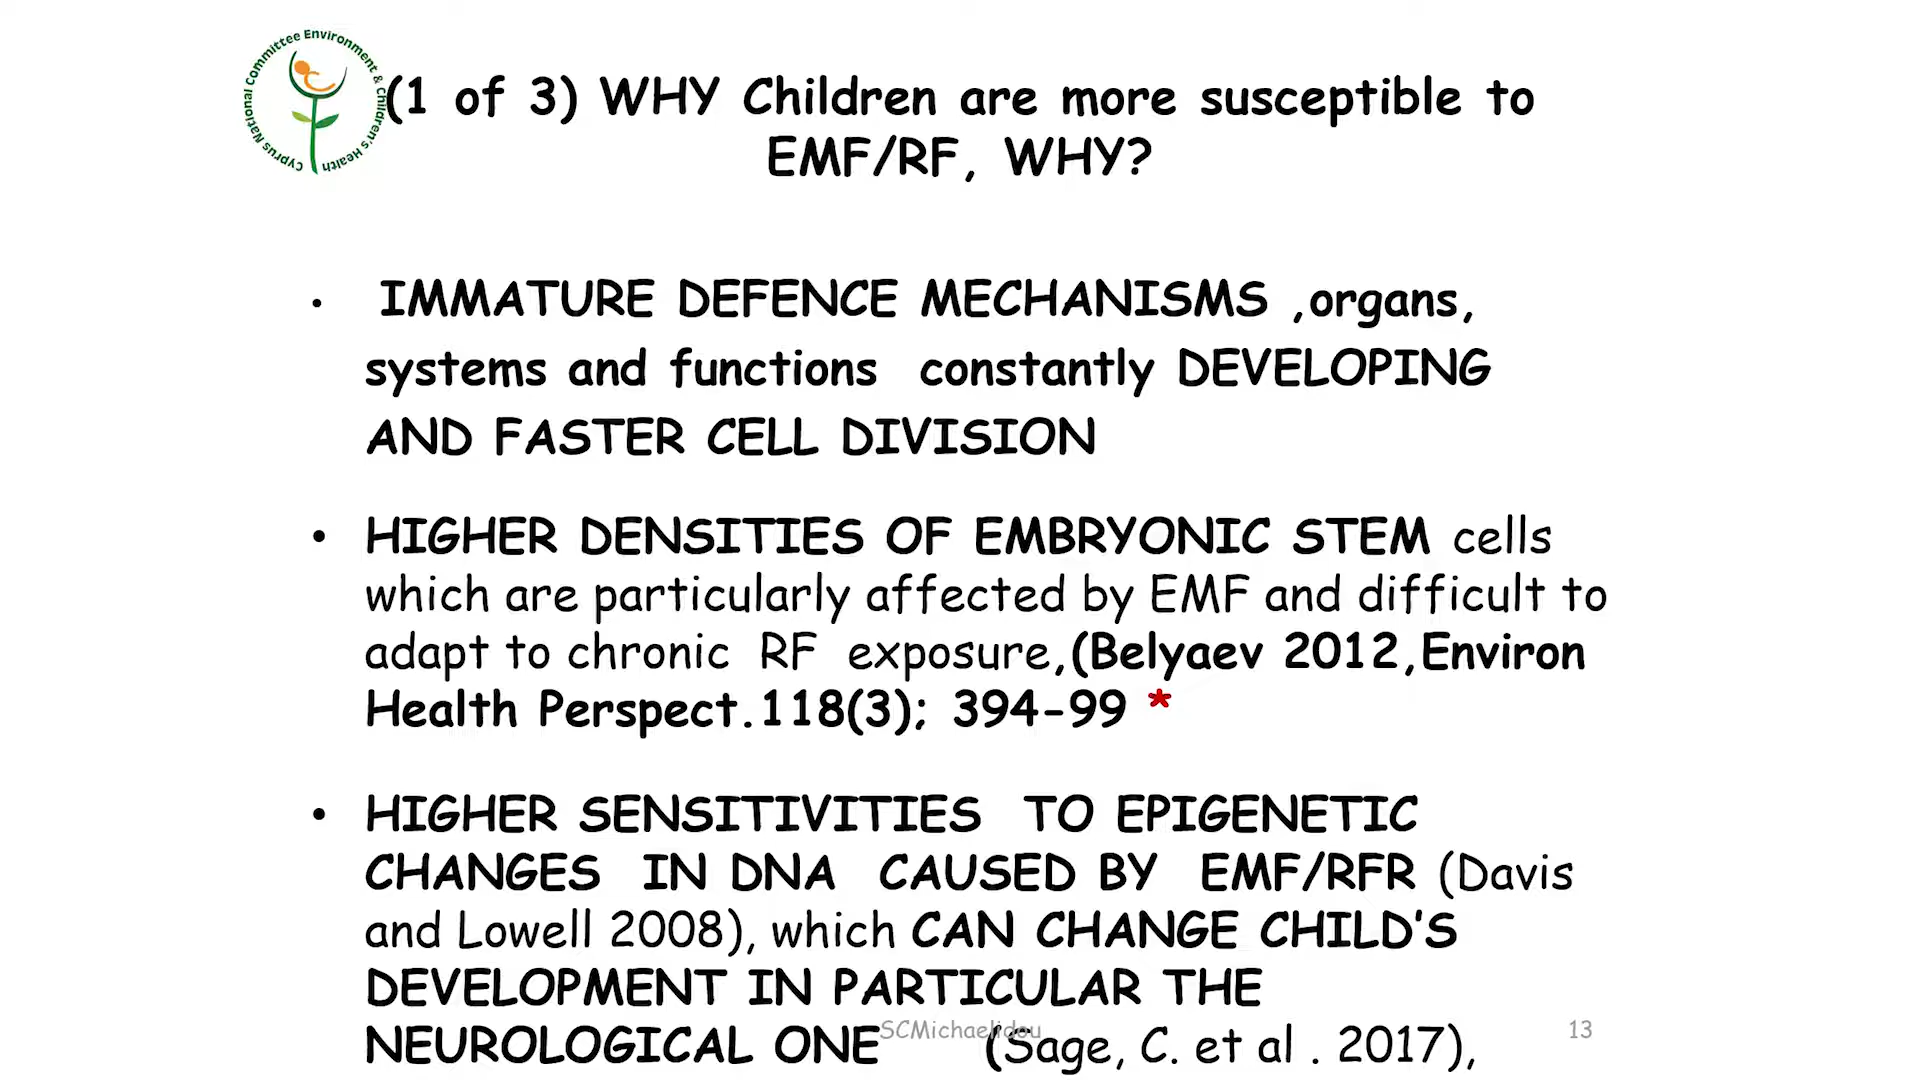 Cyprus National Committee Environment & Children's Health
(1 of 3) WHY Children are more susceptible to
EMF/RF, WHY?
• IMMATURE DEFENCE MECHANISMS ,organs,
systems and functions constantly DEVELOPING
AND FASTER CELL DIVISION
• HIGHER DENSITIES OF EMBRYONIC STEM cells
which are particularly affected by EMF and difficult to
adapt to chronic RF exposure,(Belyaev 2012,Environ
Health Perspect.118(3); 394-99 *
• HIGHER SENSITIVITIES TO EPIGENETIC
CHANGES IN DNA CAUSED BY EMF/RFR (Davis
and Lowell 2008), which CAN CHANGE CHILD'S
DEVELOPMENT IN PARTICULAR THE
NEUROLOGICAL ONE (Sage, C. et al . 2017),
SCMichaelidou
13